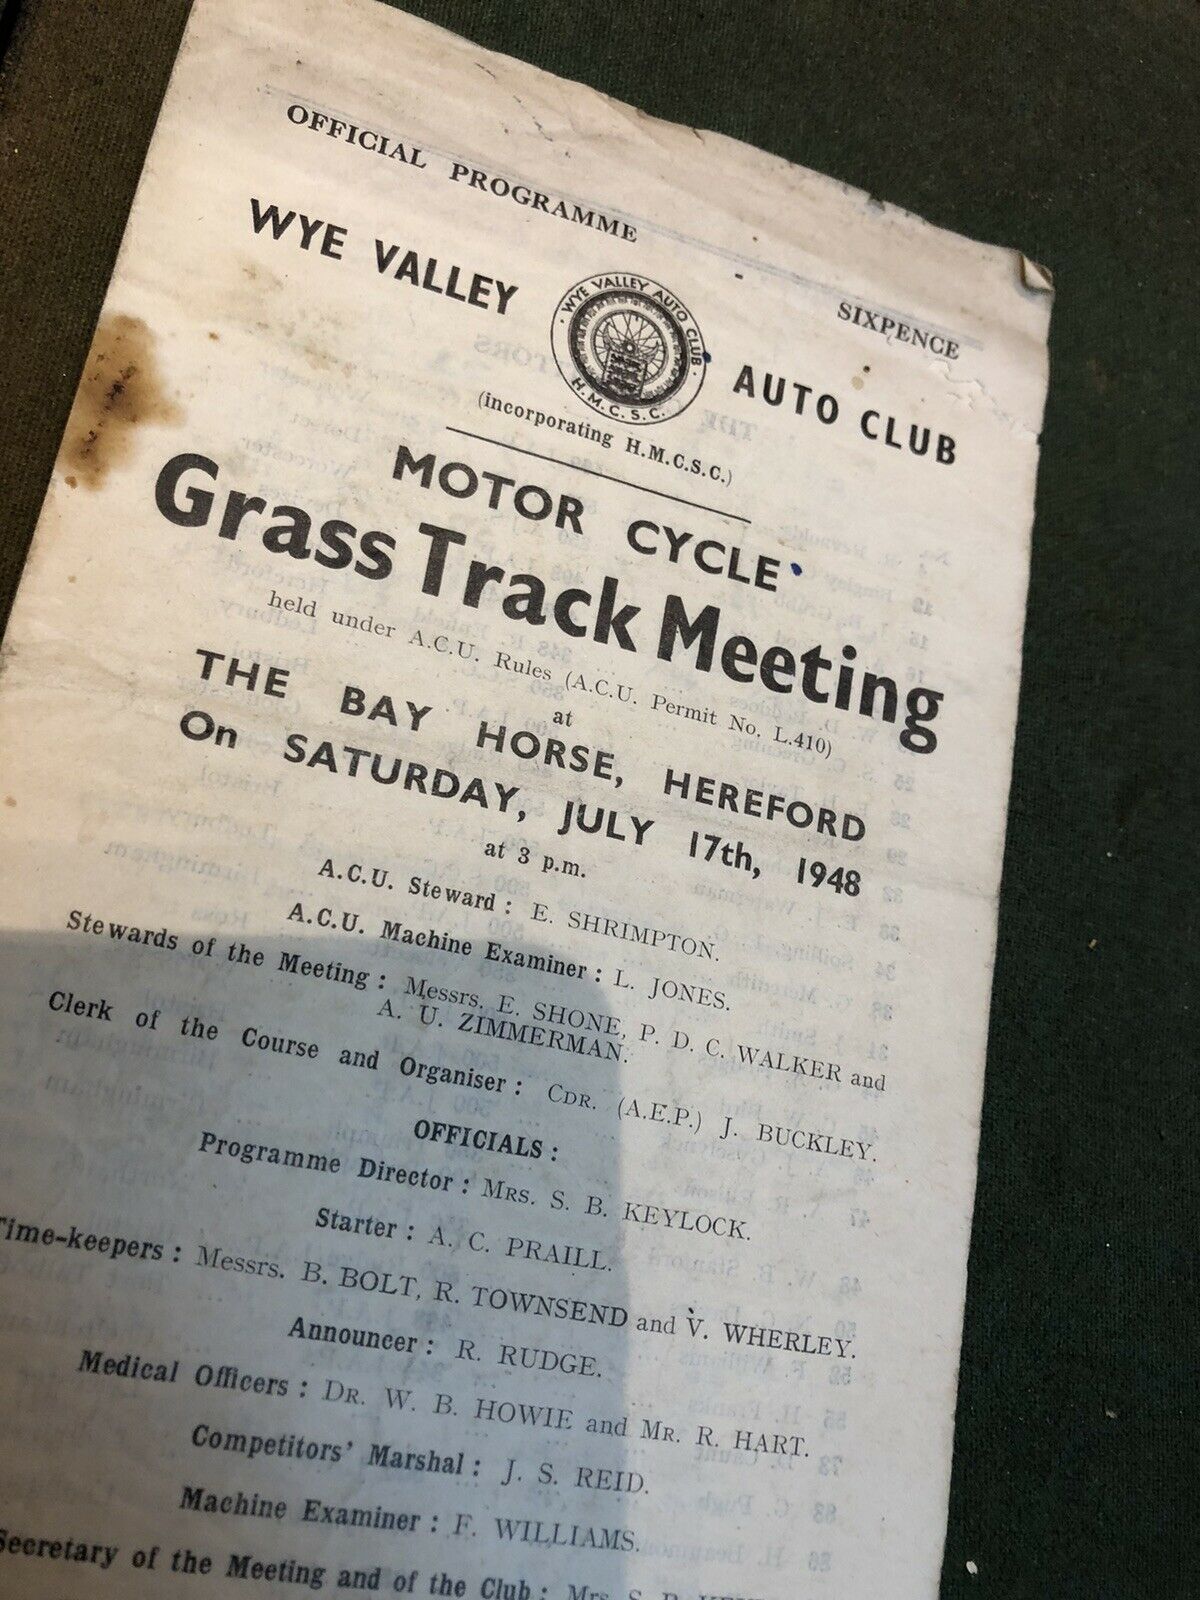 OFFICIAL PROGRAMME SIXPENCE
WYE VALLEY AUTO CLUB
· WYE VALLEY AUTO CLUB ·
H.M.C.S.C.
(incorporating H.M.C.S.C.)
MOTOR CYCLE
Grass Track Meeting
held under A.C.U. Rules (A.C.U. Permit No. L.410)
at
THE BAY HORSE, HEREFORD
On SATURDAY, JULY 17th, 1948
at 3 p.m.
A.C.U. Steward : E. SHRIMPTON.
A.C.U. Machine Examiner : L. JONES.
Stewards of the Meeting : Messrs. E. SHONE, P. D. C. WALKER and
A. U. ZIMMERMAN.
Clerk of the Course and Organiser : CDR. (A.E.P.) J. BUCKLEY.
OFFICIALS :
Programme Director : MRS. S. B. KEYLOCK.
Starter : A. C. PRAILL.
Time-keepers : Messrs. B. BOLT, R. TOWNSEND and V. WHERLEY.
Announcer : R. RUDGE.
Medical Officers : DR. W. B. HOWIE and MR. R. HART.
Competitors' Marshal : J. S. REID.
Machine Examiner : F. WILLIAMS.
Secretary of the Meeting and of the Club : Mrs. S.